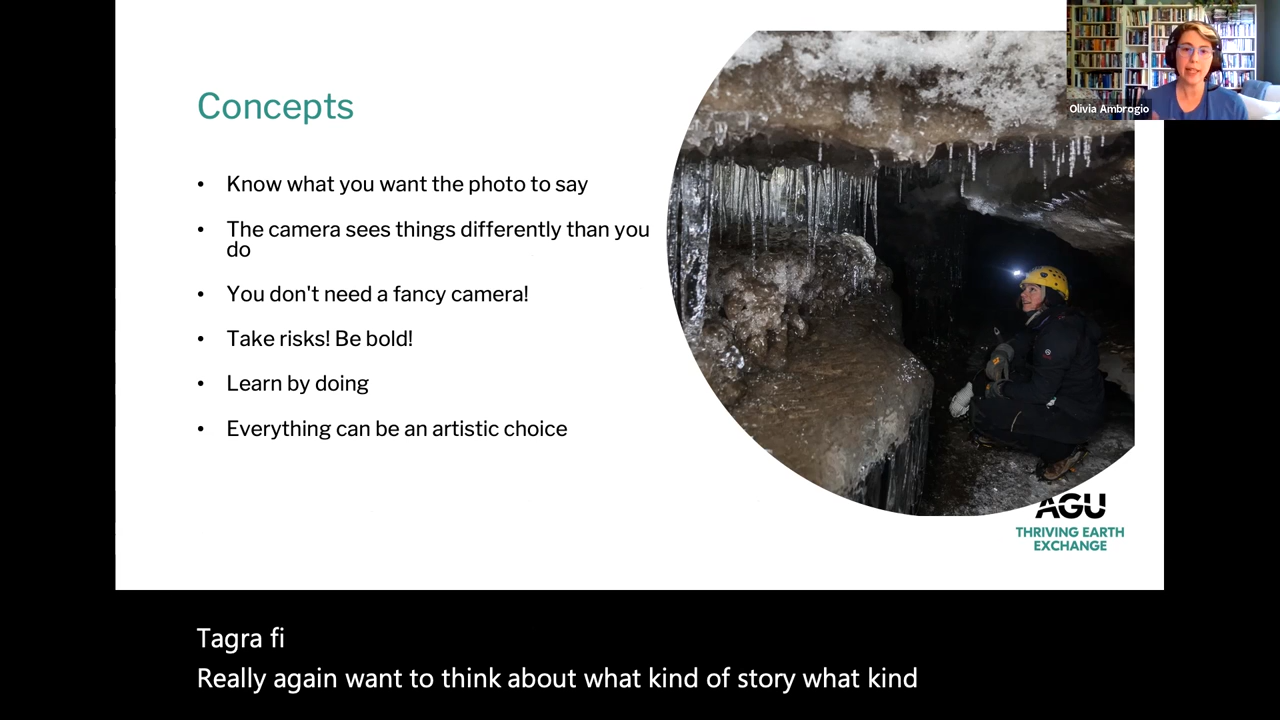 Olivia Ambrogio
Concepts
• Know what you want the photo to say
• The camera sees things differently than you
do
• You don't need a fancy camera!
• Take risks! Be bold!
• Learn by doing
• Everything can be an artistic choice
AGU
THRIVING EARTH
EXCHANGE
Tagra fi
Really again want to think about what kind of story what kind